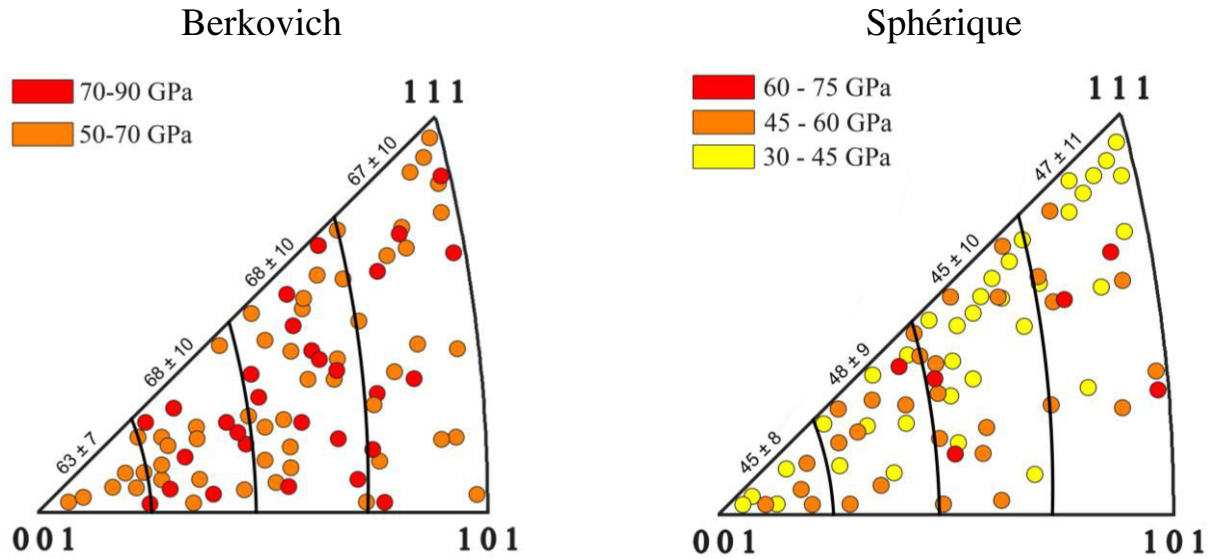 Berkovich
70-90 GPa
50-70 GPa
1 1 1
67 ± 10
68 ± 10
68 ± 10
63 ± 7
0 0 1
1 0 1
Sphérique
60 - 75 GPa
45 - 60 GPa
30 - 45 GPa
1 1 1
47 ± 11
45 ± 10
48 ± 9
45 ± 8
0 0 1
1 0 1